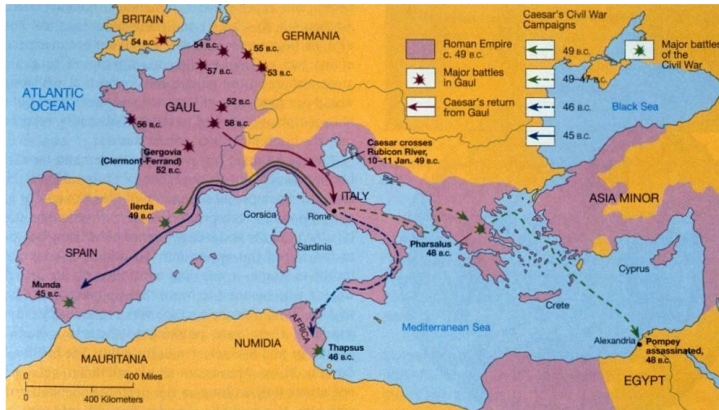 BRITAIN
54 B.C.
GERMANIA
54 B.C.
55 B.C.
53 B.C.
57 B.C.
ATLANTIC
OCEAN
GAUL
52 B.C.
56 B.C.
58 B.C.
Gergovia
(Clermont-Ferrand)
52 B.C.
Roman Empire
c. 49 B.C.
Major battles
in Gaul
Caesar's return
from Gaul
Caesar's Civil War
Campaigns
49 B.C.
49–47 B.C.
46 B.C.
45 B.C.
Major battles
of the
Civil War
Black Sea
Caesar crosses
Rubicon River,
10–11 Jan. 49 B.C.
ITALY
ASIA MINOR
Ilerda
49 B.C.
Corsica
Rome
SPAIN
Sardinia
Pharsalus
48 B.C.
Munda
45 B.C.
Cyprus
Crete
AFRICA
Mediterranean Sea
NUMIDIA
Thapsus
46 B.C.
Alexandria
Pompey
assassinated,
48 B.C.
MAURITANIA
EGYPT
0 400 Miles
0 400 Kilometers